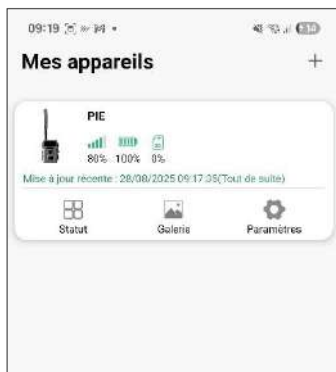 09:19
Mes appareils +
PIE
80% 100% 0%
Mise à jour récente : 28/08/2025 09:17:35(Tout de suite)
Statut Galerie Paramètres